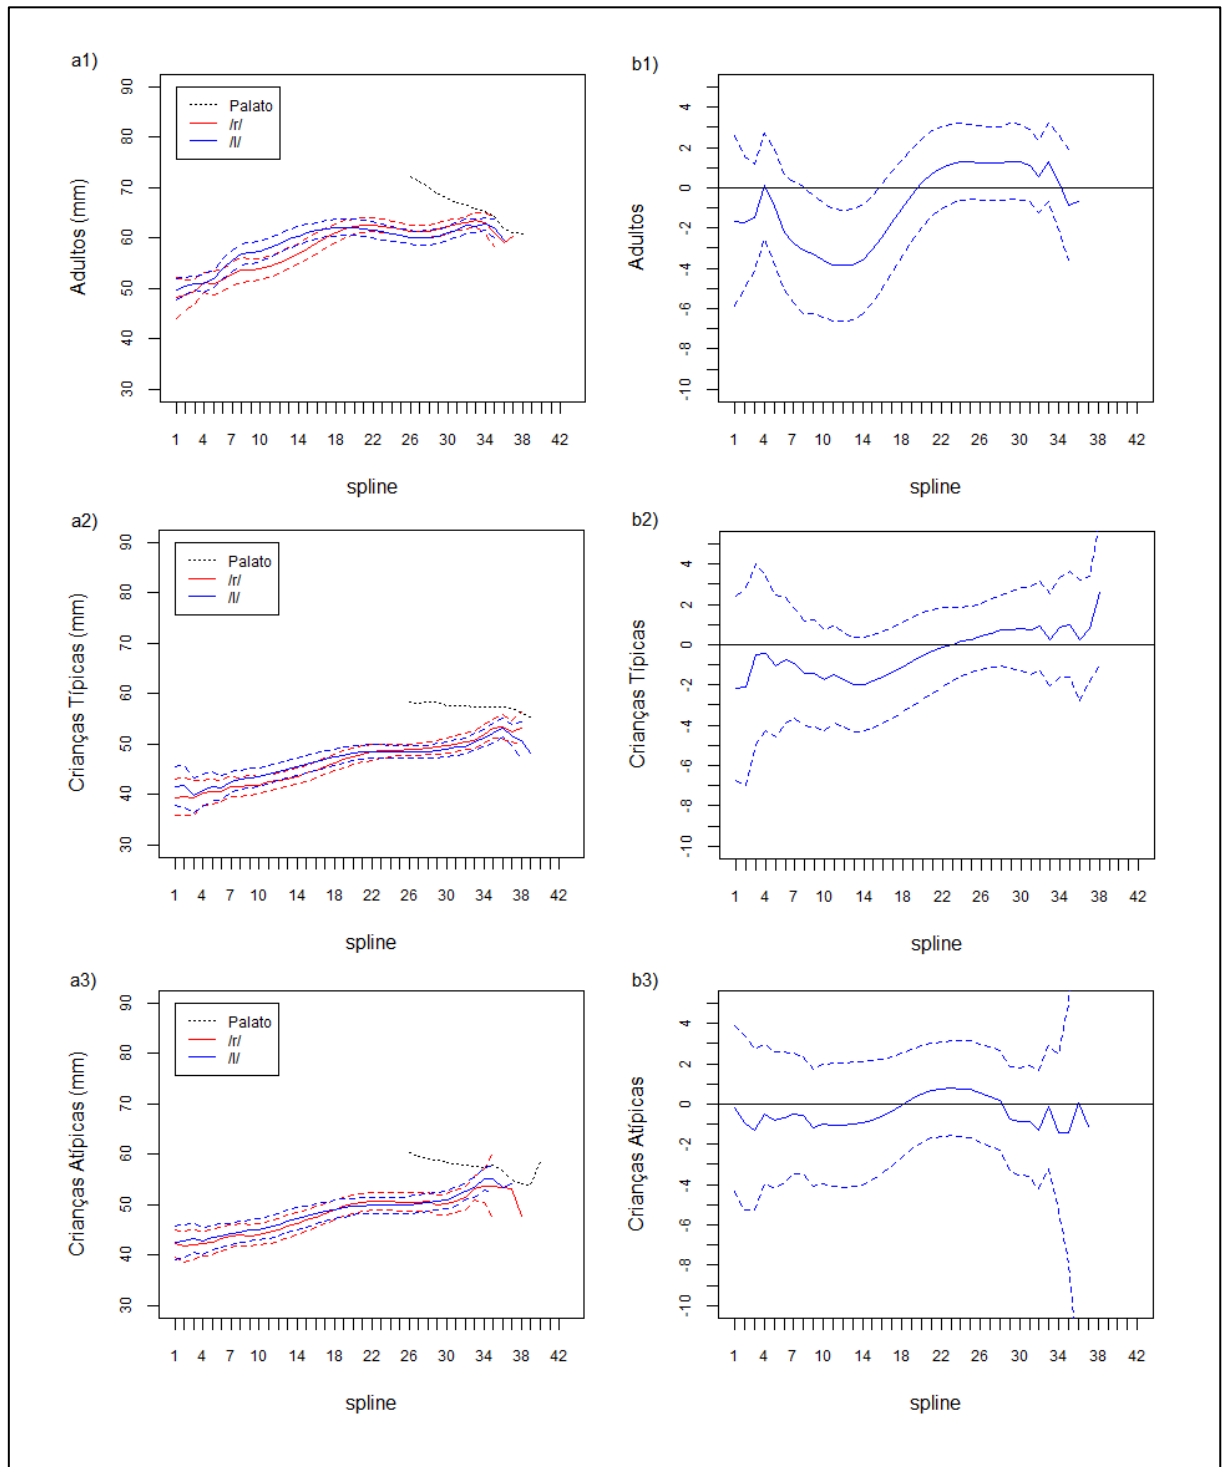 a1)
90
80
70
60
50
40
30
Adultos (mm)
Palato
/r/
/l/
1 4 7 10 14 18 22 26 30 34 38 42
spline
b1)
4
2
0
-2
-4
-6
-8
-10
Adultos
1 4 7 10 14 18 22 26 30 34 38 42
spline
a2)
90
80
70
60
50
40
30
Crianças Típicas (mm)
Palato
/r/
/l/
1 4 7 10 14 18 22 26 30 34 38 42
spline
b2)
4
2
0
-2
-4
-6
-8
-10
Crianças Típicas
1 4 7 10 14 18 22 26 30 34 38 42
spline
a3)
90
80
70
60
50
40
30
Crianças Atípicas (mm)
Palato
/r/
/l/
1 4 7 10 14 18 22 26 30 34 38 42
spline
b3)
4
2
0
-2
-4
-6
-8
-10
Crianças Atípicas
1 4 7 10 14 18 22 26 30 34 38 42
spline